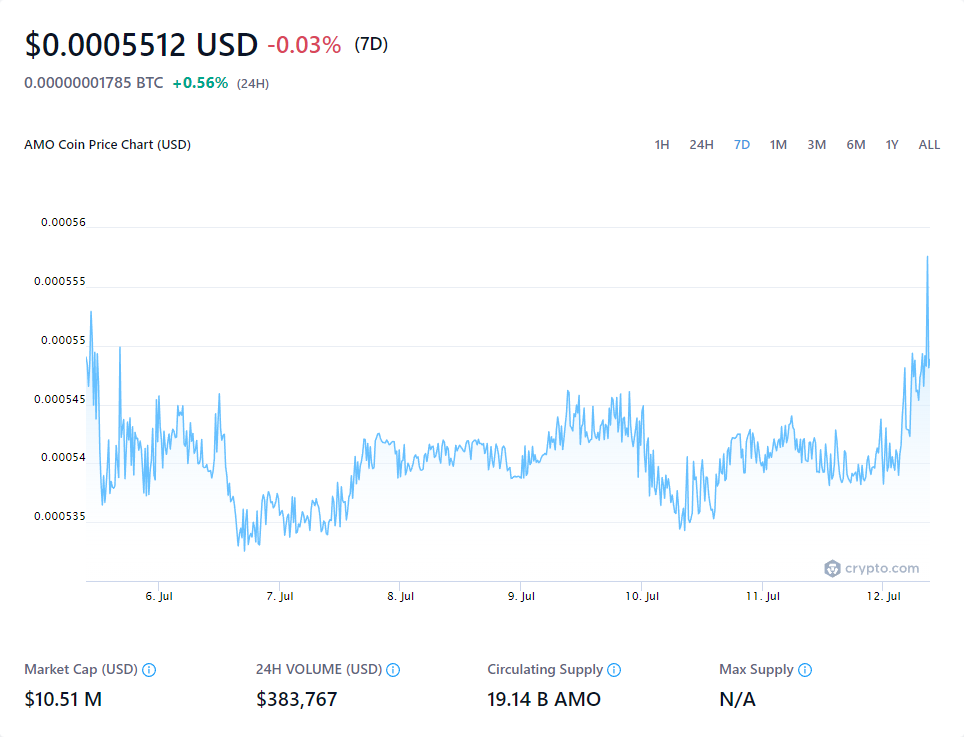 $0.0005512 USD -0.03% (7D)
0.00000001785 BTC +0.56% (24H)
AMO Coin Price Chart (USD) 1H 24H 7D 1M 3M 6M 1Y ALL
0.00056
0.000555
0.00055
0.000545
0.00054
0.000535
crypto.com
6. Jul 7. Jul 8. Jul 9. Jul 10. Jul 11. Jul 12. Jul
Market Cap (USD) 24H VOLUME (USD) Circulating Supply Max Supply
$10.51 M $383,767 19.14 B AMO N/A